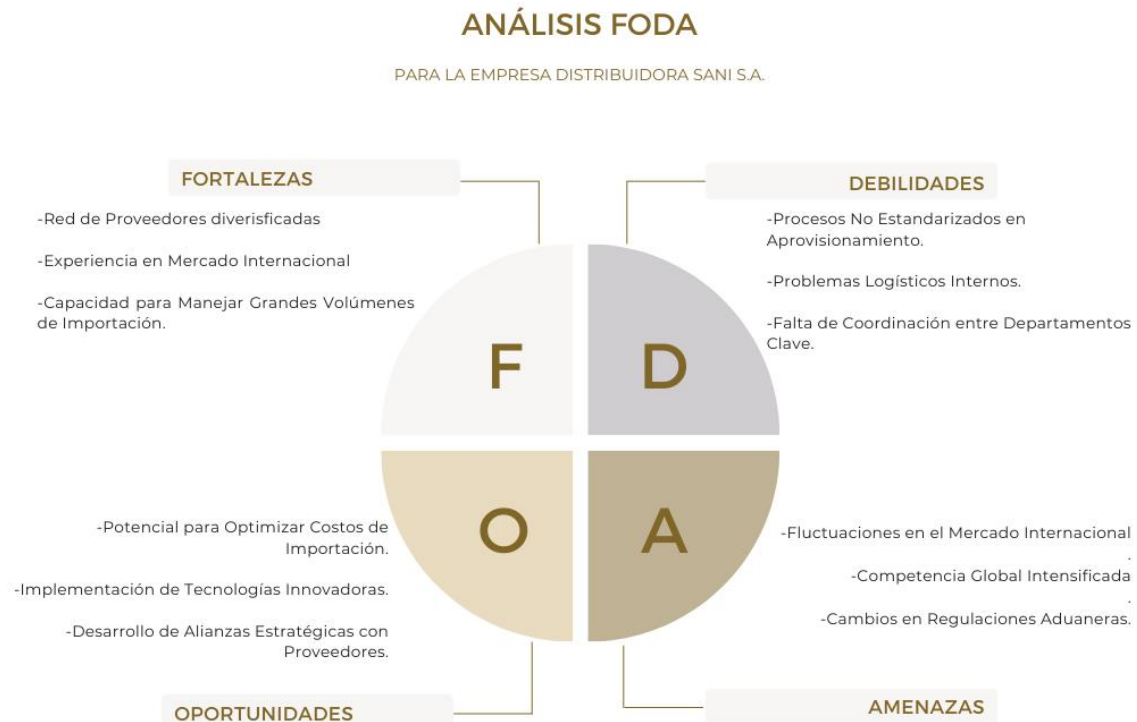 ANÁLISIS FODA
PARA LA EMPRESA DISTRIBUIDORA SANI S.A.
FORTALEZAS
-Red de Proveedores diverisficadas
-Experiencia en Mercado Internacional
-Capacidad para Manejar Grandes Volúmenes
de Importación.
DEBILIDADES
-Procesos No Estandarizados en
Aprovisionamiento.
-Problemas Logísticos Internos.
-Falta de Coordinación entre Departamentos
Clave.
F
D
O
A
-Potencial para Optimizar Costos de
Importación.
-Implementación de Tecnologías Innovadoras.
-Desarrollo de Alianzas Estratégicas con
Proveedores.
OPORTUNIDADES
-Fluctuaciones en el Mercado Internacional
.
-Competencia Global Intensificada
.
-Cambios en Regulaciones Aduaneras.
AMENAZAS